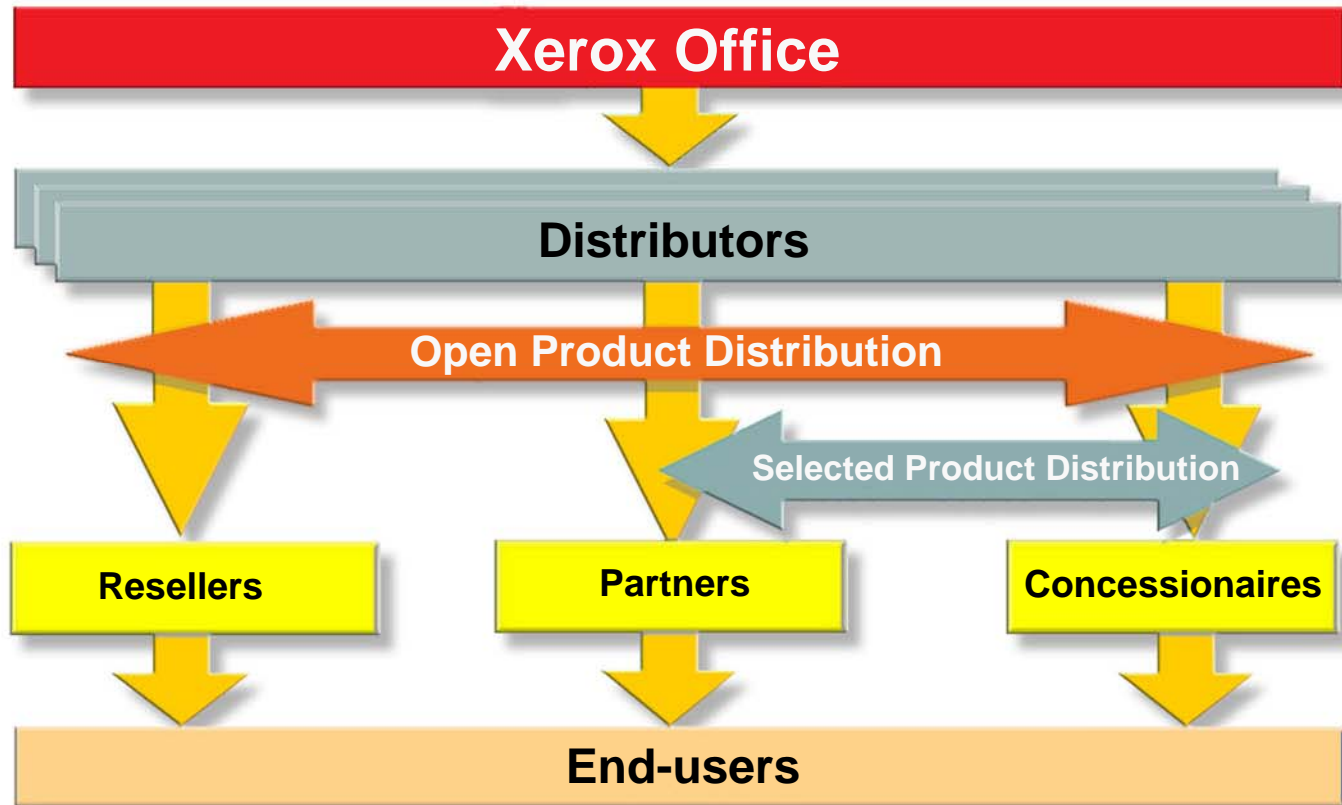 Xerox Office
Distributors
Open Product Distribution
Selected Product Distribution
Resellers
Partners
Concessionaires
End-users